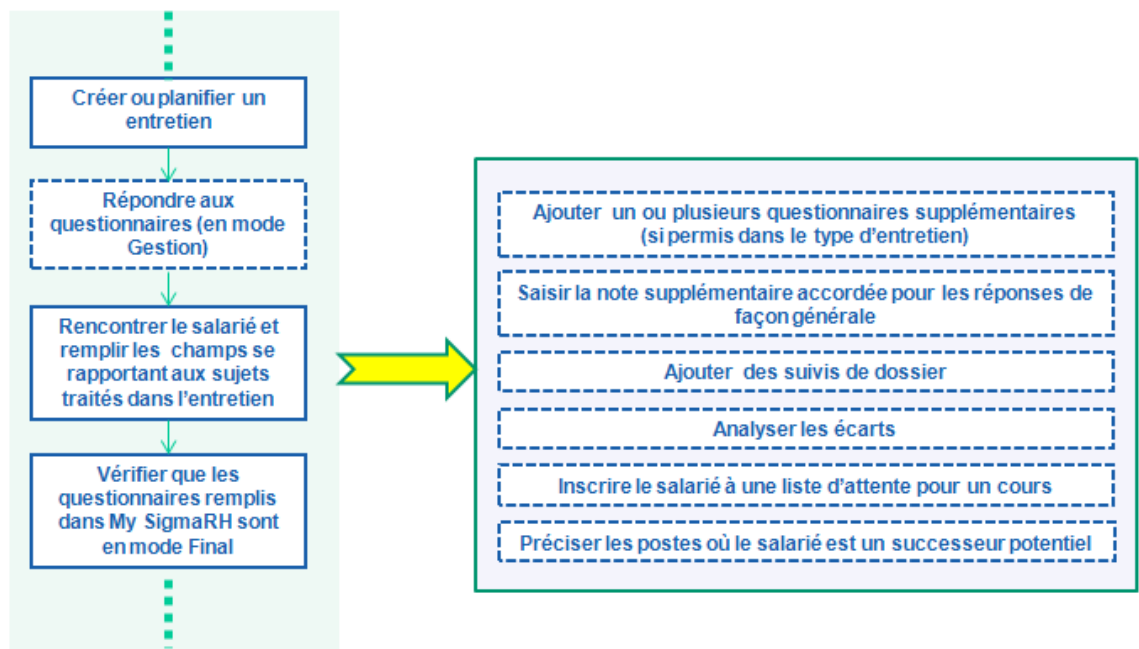 Créer ou planifier un
entretien
Répondre aux
questionnaires (en mode
Gestion)
Rencontrer le salarié et
remplir les champs se
rapportant aux sujets
traités dans l'entretien
Vérifier que les
questionnaires remplis
dans My SigmaRH sont
en mode Final
Ajouter un ou plusieurs questionnaires supplémentaires
(si permis dans le type d'entretien)
Saisir la note supplémentaire accordée pour les réponses de
façon générale
Ajouter des suivis de dossier
Analyser les écarts
Inscrire le salarié à une liste d'attente pour un cours
Préciser les postes où le salarié est un successeur potentiel